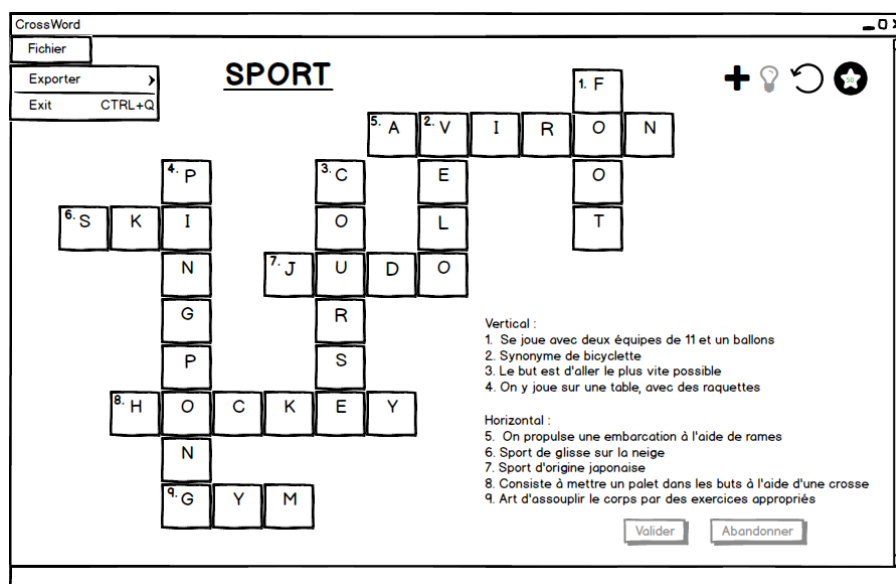 CrossWord
Fichier
Exporter
Exit CTRL+Q
SPORT
1. F
5. A 2. V I R O N
4. P 3. C E O
6. S K I O L T
N 7. J U D O
G R
P S
8. H O C K E Y
N
9. G Y M
Vertical :
1. Se joue avec deux équipes de 11 et un ballons
2. Synonyme de bicyclette
3. Le but est d'aller le plus vite possible
4. On y joue sur une table, avec des raquettes
Horizontal :
5. On propulse une embarcation à l'aide de rames
6. Sport de glisse sur la neige
7. Sport d'origine japonaise
8. Consiste à mettre un palet dans les buts à l'aide d'une crosse
9. Art d'assouplir le corps par des exercices appropriés
Valider Abandonner